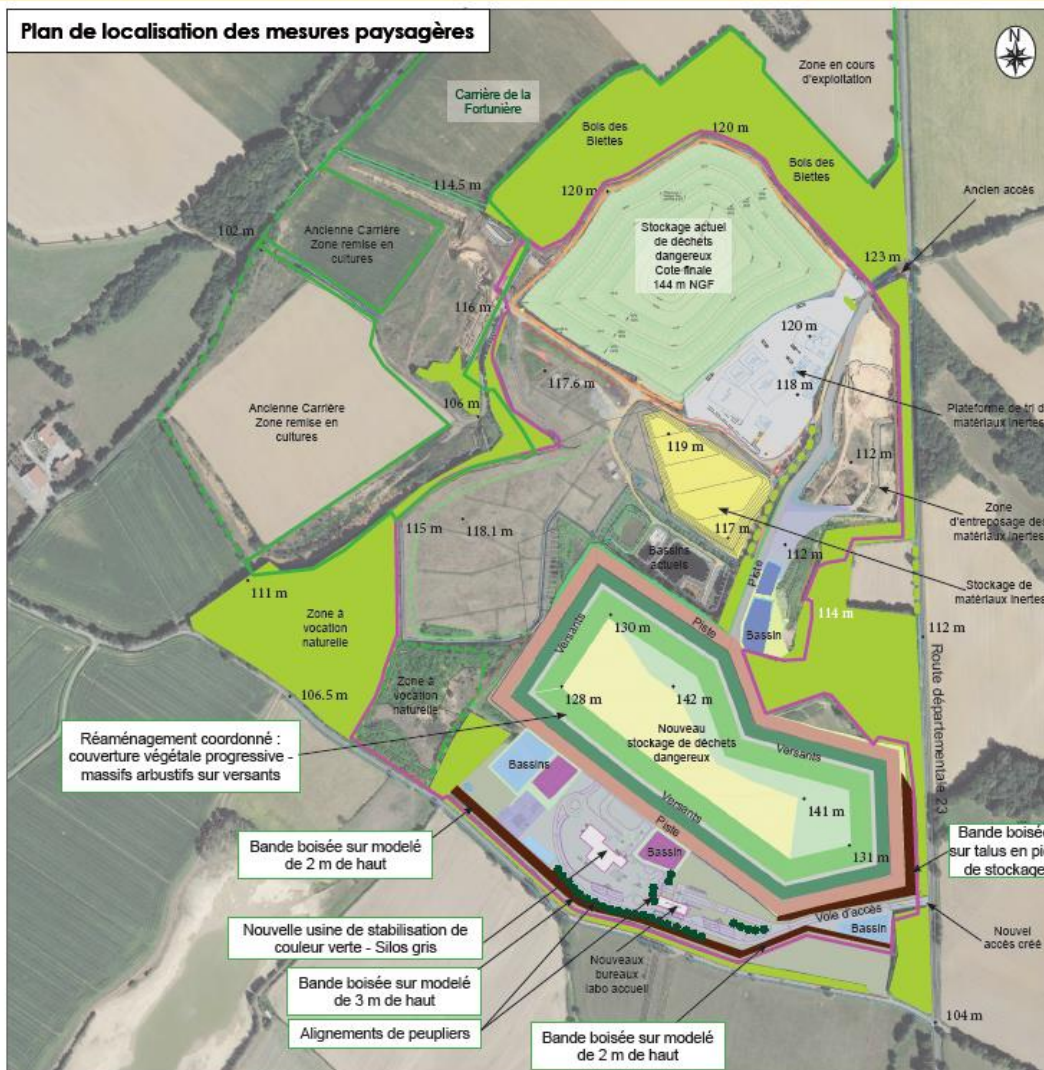 Plan de localisation des mesures paysagères
N
Zone en cours
d'exploitation
Carrière de la
Fortunière
Bois des
Blettes
120 m
Bois des
Blettes
114.5 m
120 m
Ancien accès
102 m
Ancienne Carrière
Zone remise en
cultures
Stockage actuel
de déchets
dangereux
Cote finale
144 m NGF
123 m
116 m
120 m
117.6 m
118 m
Ancienne Carrière
Zone remise en
cultures
106 m
Plateforme de tri d
matériaux inertes
119 m
112 m
115 m
118.1 m
117 m
Zone
d'entreposage des
matériaux inertes
Bassins
actuels
112 m
Piste
Stockage de
matériaux inertes
111 m
Zone à
vocation
naturelle
Versants
130 m
Piste
Bassin
114 m
112 m
Route départementale 23
106.5 m
Zone à
vocation
naturelle
128 m
142 m
Réaménagement coordonné :
couverture végétale progressive -
massifs arbustifs sur versants
Nouveau
stockage de déchets
dangereux
Versants
Bassins
Versants
Piste
141 m
131 m
Bande boisée
sur talus en pie
de stockage
Bande boisée sur modelé
de 2 m de haut
Bassin
Voie d'accès
Bassin
Nouvel
accès créé
Nouvelle usine de stabilisation de
couleur verte - Silos gris
Nouveaux
bureaux
labo accueil
Bande boisée sur modelé
de 3 m de haut
Alignements de peupliers
Bande boisée sur modelé
de 2 m de haut
104 m